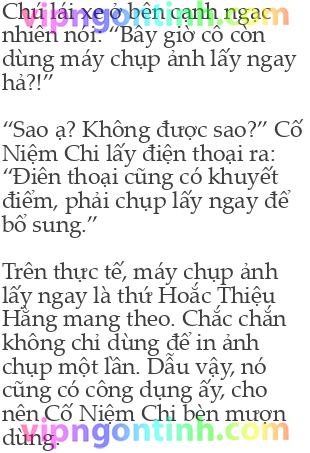 Chú lái xe ở bên cạnh ngạc
vipngontinh.com
nhiên nói: “Bây giờ cô còn
dùng máy chụp ảnh lấy ngay
hả?!”
“Sao ạ? Không được sao?” Cố
Niệm Chi lấy điện thoại ra:
“Điên thoại cũng có khuyết
điểm, phải chụp lấy ngay để
bổ sung.”
Trên thực tế, máy chụp ảnh
lấy ngay là thứ Hoắc Thiệu
Hằng mang theo. Chắc chắn
không chỉ dùng để in ảnh
chụp một lần. Dẫu vậy, nó
cũng có công dụng ấy, cho
nên Cố Niệm Chi bèn mượn
vipngontinh.com
dùng.